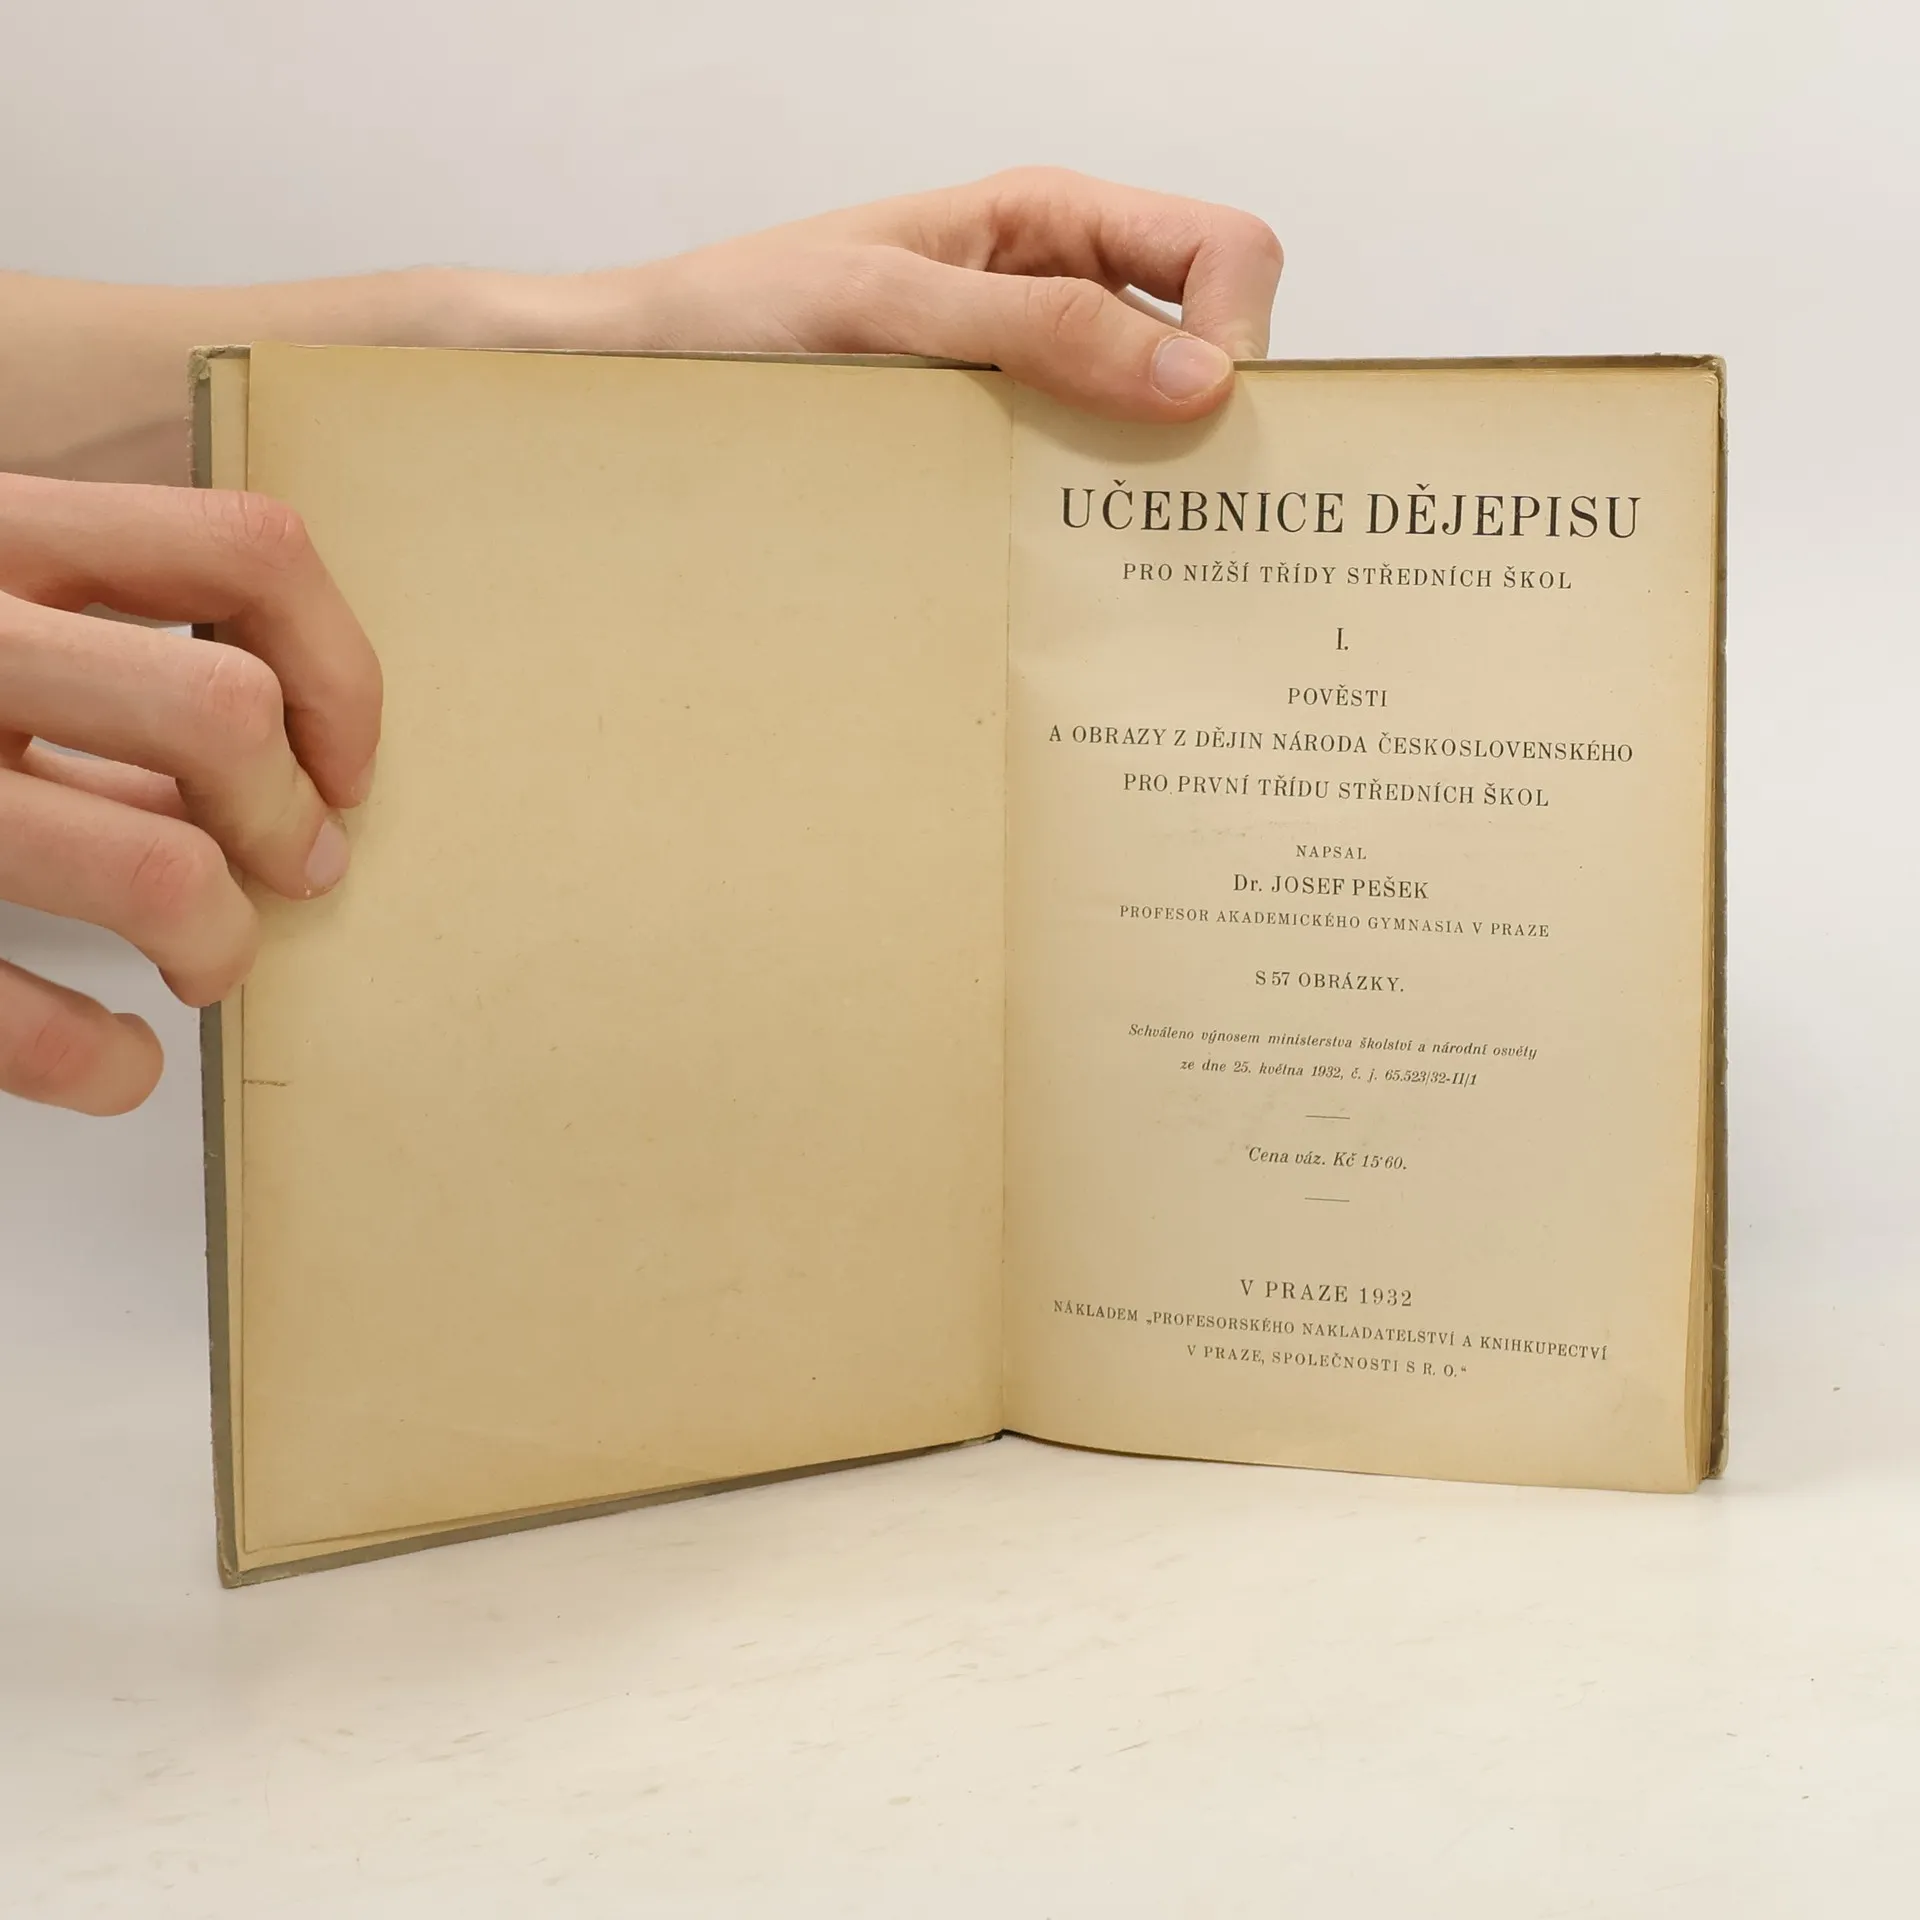 UČEBNICE DĚJEPISU
PRO NIŽŠÍ TŘÍDY STŘEDNÍCH ŠKOL
I.
POVĚSTI
A OBRAZY Z DĚJIN NÁRODA ČESKOSLOVENSKÉHO
PRO PRVNÍ TŘÍDU STŘEDNÍCH ŠKOL
NAPSAL
Dr. JOSEF PEŠEK
PROFESOR AKADEMICKÉHO GYMNASIA V PRAZE
S 57 OBRÁZKY.
Schváleno výnosem ministerstva školství a národní osvěty
ze dne 25. května 1932, č. j. 65.523/32-II/1
Cena váz. Kč 15·60.
V PRAZE 1932
NÁKLADEM „PROFESORSKÉHO NAKLADATELSTVÍ A KNIHKUPECTVÍ
V PRAZE, SPOLEČNOSTI S R. O.“